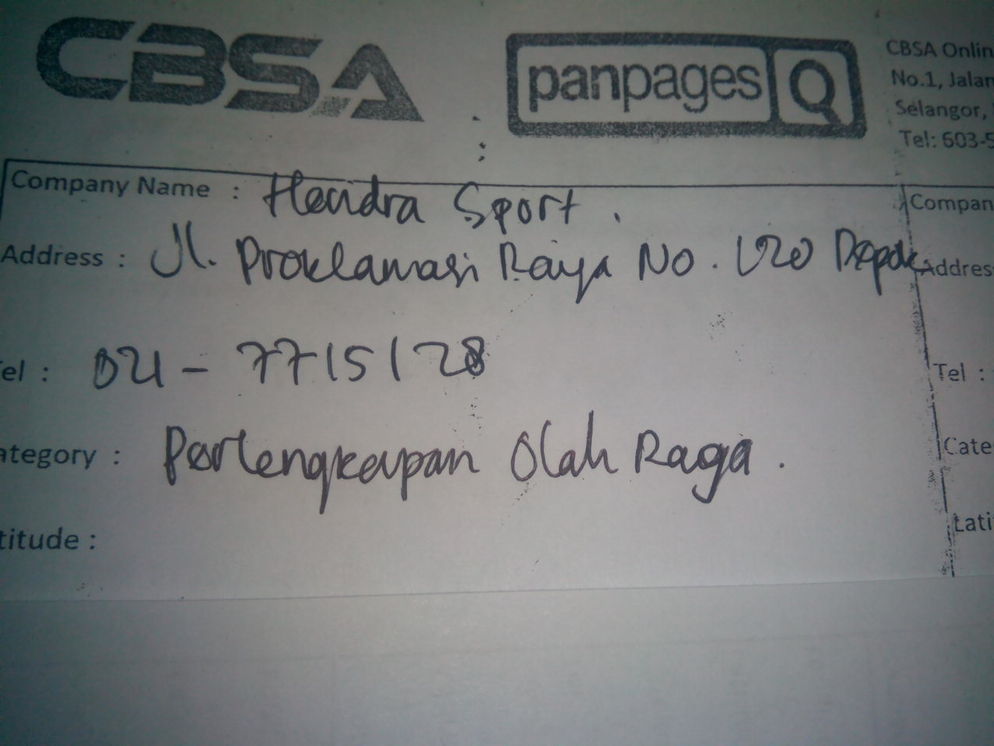 CBSA
panpages
CBSA Onlin
No.1, Jalan
Selangor,
Tel: 603-5
Company Name : Hendra Sport.
Address : Jl. Proklamasi Raya No. 120 Depok
el : 021 - 7715128
ategory : Perlengkapan Olah Raga.
titude :
Compan
Addres
Tel :
Cate
Lati